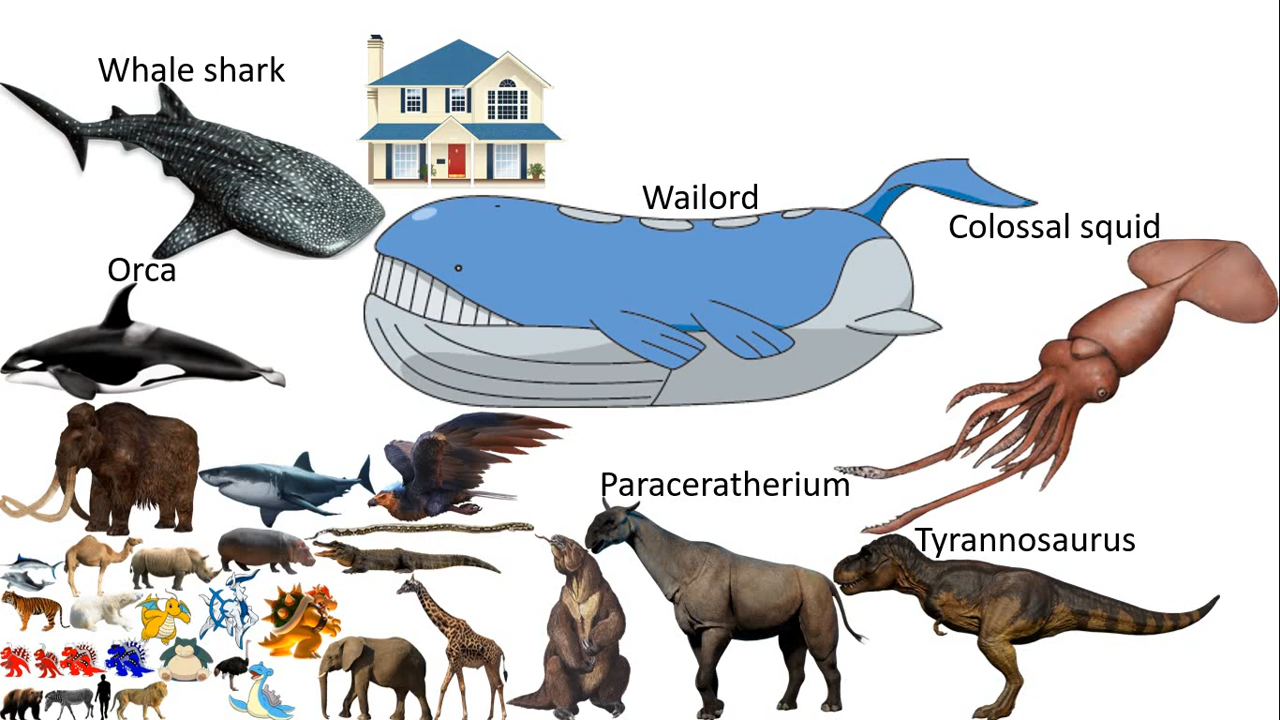 Whale shark
Wailord
Colossal squid
Orca
Paraceratherium
Tyrannosaurus